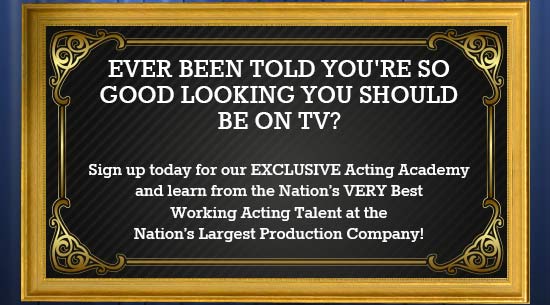 EVER BEEN TOLD YOU'RE SO
GOOD LOOKING YOU SHOULD
BE ON TV?
Sign up today for our EXCLUSIVE Acting Academy
and learn from the Nation's VERY Best
Working Acting Talent at the
Nation's Largest Production Company!